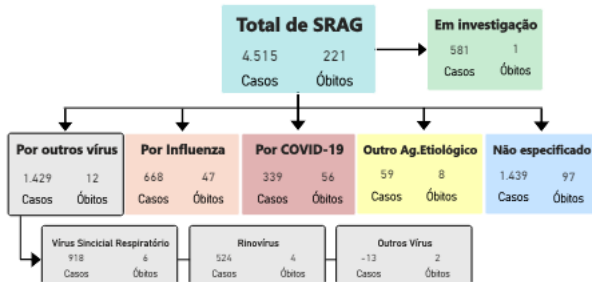 Total de SRAG
4.515 221
Casos Óbitos
Em investigação
581 1
Casos Óbitos
Por outros vírus
1.429 12
Casos Óbitos
Por Influenza
668 47
Casos Óbitos
Por COVID-19
339 56
Casos Óbitos
Outro Ag.Etiológico
59 8
Casos Óbitos
Não especificado
1.439 97
Casos Óbitos
Vírus Sincicial Respiratório
918 6
Casos Óbitos
Rinovírus
524 4
Casos Óbitos
Outros Vírus
-13 2
Casos Óbitos